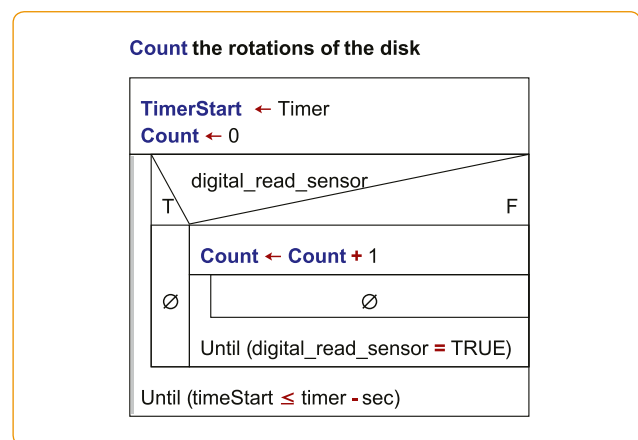 Count the rotations of the disk
TimerStart ← Timer
Count ← 0
digital_read_sensor
T F
Count ← Count + 1
∅ ∅
Until (digital_read_sensor = TRUE)
Until (timeStart ≤ timer - sec)